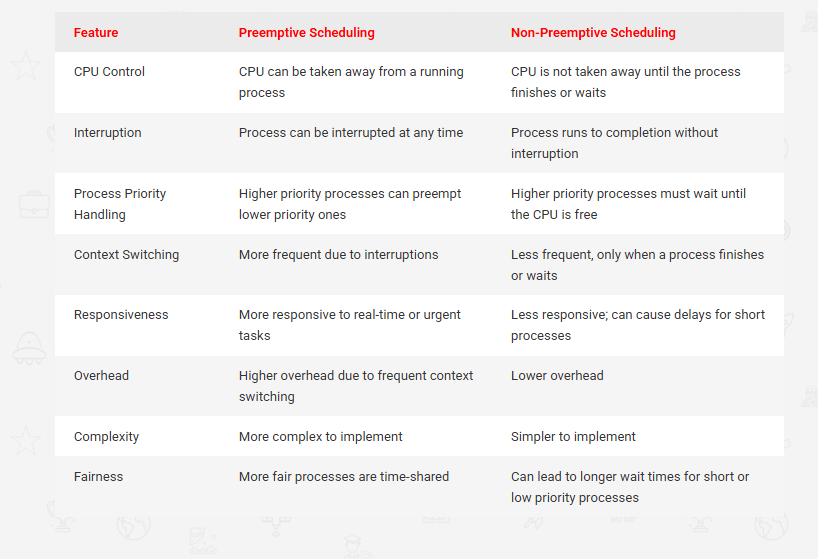 Feature Preemptive Scheduling Non-Preemptive Scheduling
CPU Control CPU can be taken away from a running CPU is not taken away until the process
process finishes or waits
Interruption Process can be interrupted at any time Process runs to completion without
interruption
Process Priority Higher priority processes can preempt Higher priority processes must wait until
Handling lower priority ones the CPU is free
Context Switching More frequent due to interruptions Less frequent, only when a process finishes
or waits
Responsiveness More responsive to real-time or urgent Less responsive; can cause delays for short
tasks processes
Overhead Higher overhead due to frequent context Lower overhead
switching
Complexity More complex to implement Simpler to implement
Fairness More fair processes are time-shared Can lead to longer wait times for short or
low priority processes